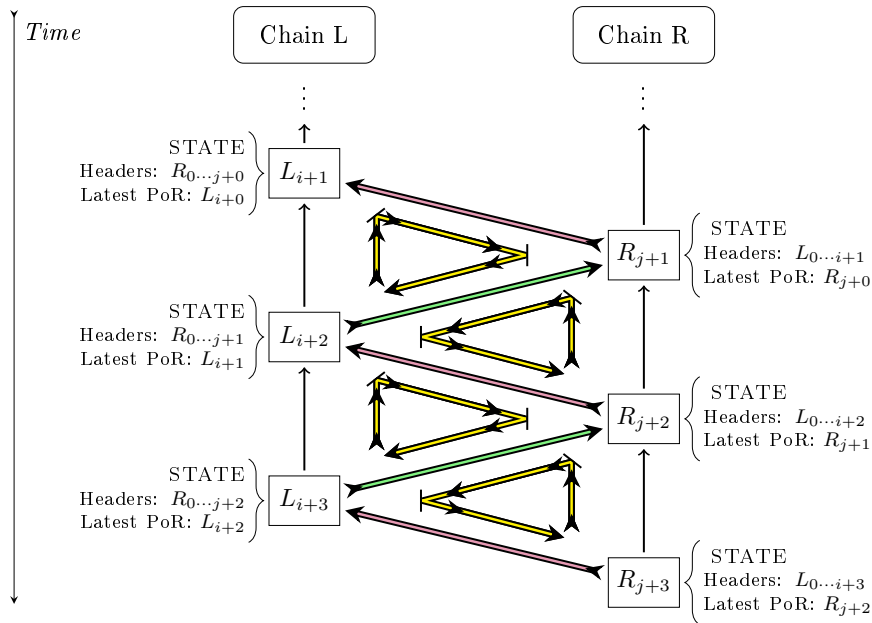 Time
Chain L
Chain R
⋮
⋮
STATE
Headers: R₀...ⱼ₊₀
Latest PoR: Lᵢ₊₀
Lᵢ₊₁
Rⱼ₊₁
STATE
Headers: L₀...ᵢ₊₁
Latest PoR: Rⱼ₊₀
STATE
Headers: R₀...ⱼ₊₁
Latest PoR: Lᵢ₊₁
Lᵢ₊₂
Rⱼ₊₂
STATE
Headers: L₀...ᵢ₊₂
Latest PoR: Rⱼ₊₁
STATE
Headers: R₀...ⱼ₊₂
Latest PoR: Lᵢ₊₂
Lᵢ₊₃
Rⱼ₊₃
STATE
Headers: L₀...ᵢ₊₃
Latest PoR: Rⱼ₊₂